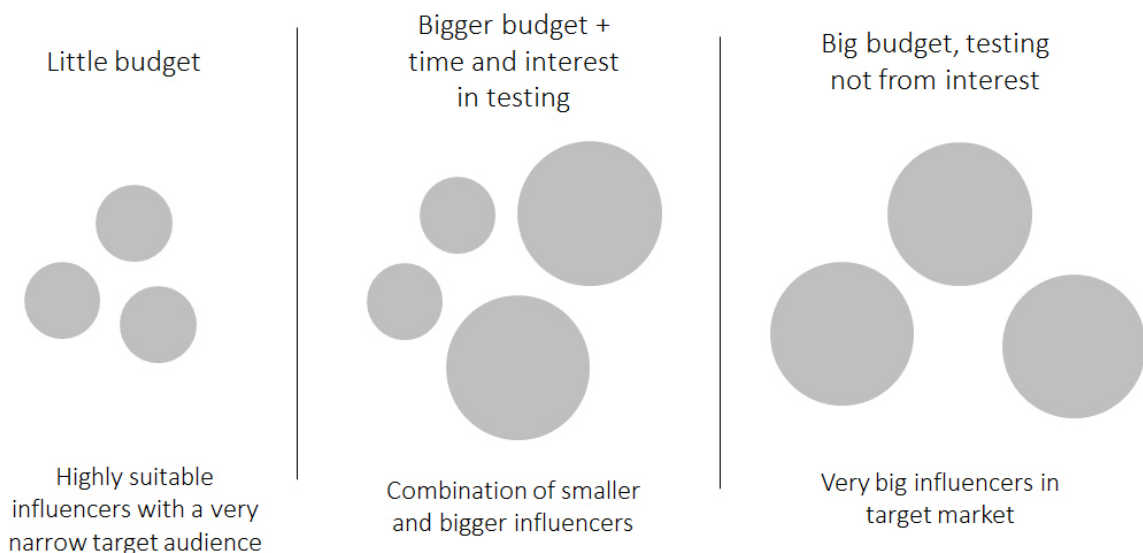 Little budget
Bigger budget +
time and interest
in testing
Big budget, testing
not from interest
Highly suitable
influencers with a very
narrow target audience
Combination of smaller
and bigger influencers
Very big influencers in
target market